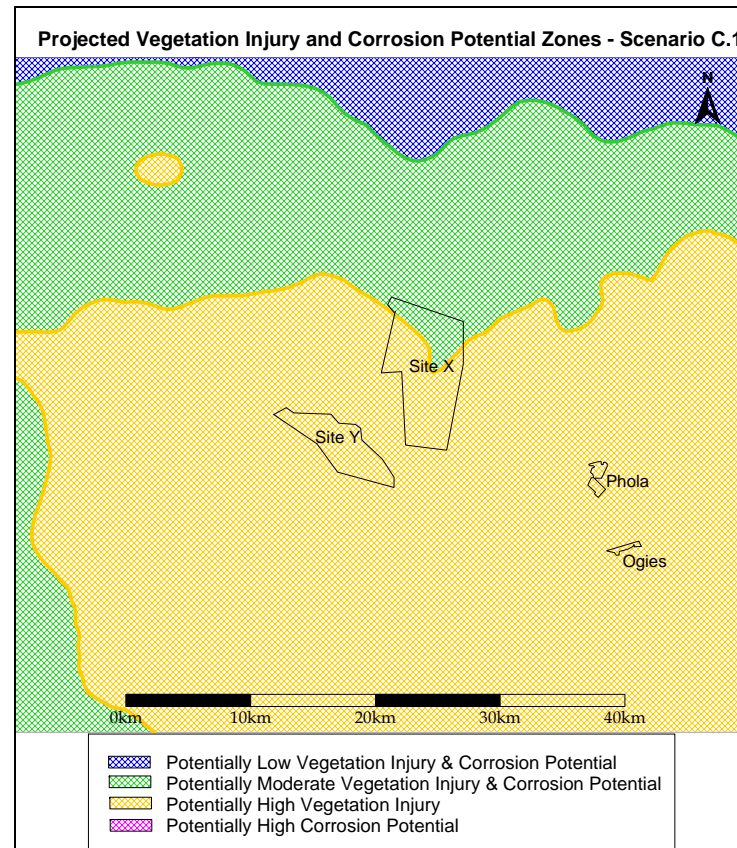 Projected Vegetation Injury and Corrosion Potential Zones - Scenario C.1
N
Site X
Site Y
Phola
Ogies
0km 10km 20km 30km 40km
Potentially Low Vegetation Injury & Corrosion Potential
Potentially Moderate Vegetation Injury & Corrosion Potential
Potentially High Vegetation Injury
Potentially High Corrosion Potential